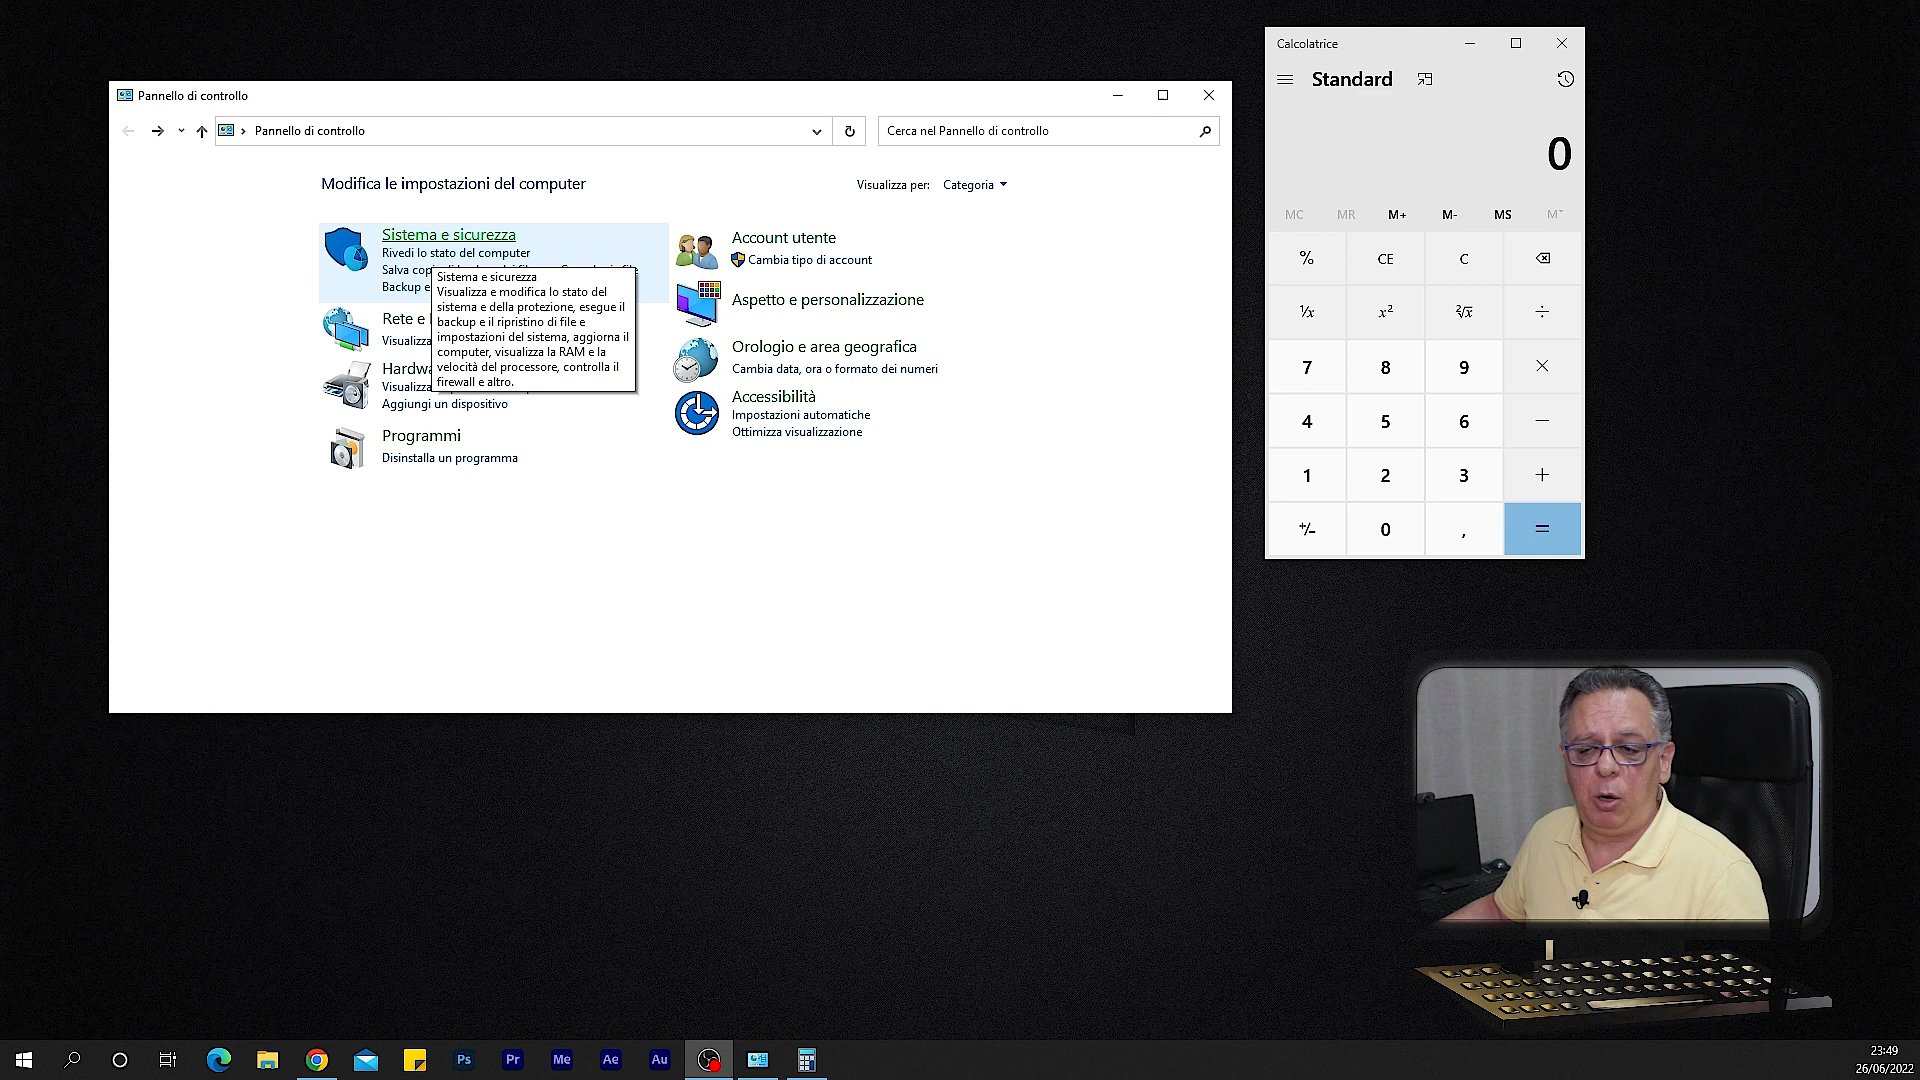 Calcolatrice
Standard
0
MC MR M+ M- MS M˅
% CE C
¹/x x² ²√x ÷
7 8 9 ×
4 5 6 −
1 2 3 +
+/- 0 , =
Pannello di controllo
Pannello di controllo
Cerca nel Pannello di controllo
Modifica le impostazioni del computer
Visualizza per: Categoria
Sistema e sicurezza
Rivedi lo stato del computer
Salva
Backup e
Sistema e sicurezza
Visualizza e modifica lo stato del
sistema e della protezione, esegue il
backup e il ripristino di file e
impostazioni del sistema, aggiorna il
computer, visualizza la RAM e la
velocità del processore, controlla il
firewall e altro.
Rete e
Visualizza
Hardwa
Visualizza
Aggiungi un dispositivo
Programmi
Disinstalla un programma
Account utente
Cambia tipo di account
Aspetto e personalizzazione
Orologio e area geografica
Cambia data, ora o formato dei numeri
Accessibilità
Impostazioni automatiche
Ottimizza visualizzazione
Ps Pr Me Ae Au
23:49
26/06/2022